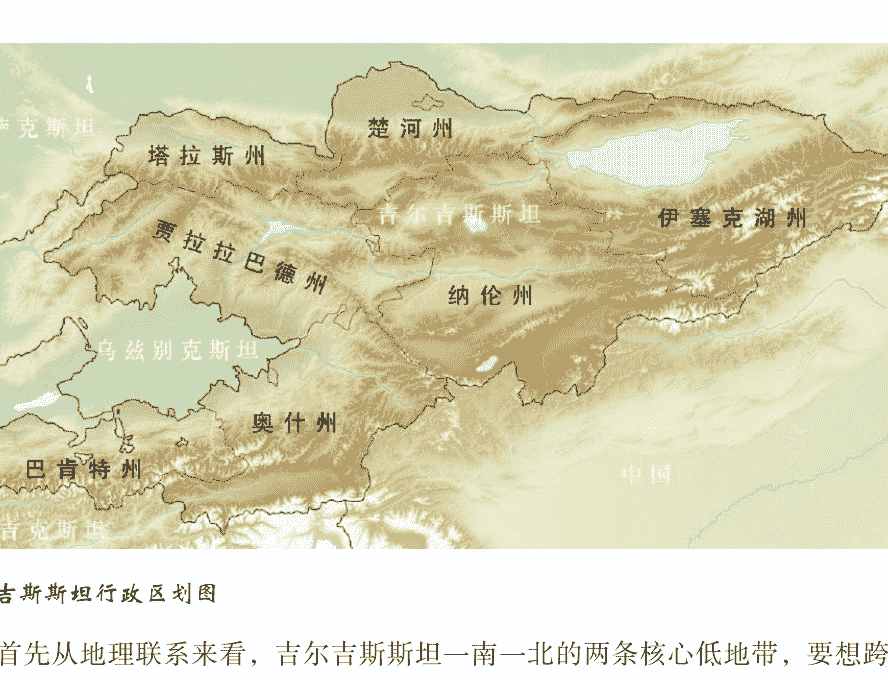 萨克斯坦
楚河州
塔拉斯州
吉尔吉斯斯坦
伊塞克湖州
贾拉拉巴德州
纳伦州
乌兹别克斯坦
奥什州
巴肯特州
中国
吉克斯坦
吉斯斯坦行政区划图
首先从地理联系来看，吉尔吉斯斯坦一南一北的两条核心低地带，要想跨